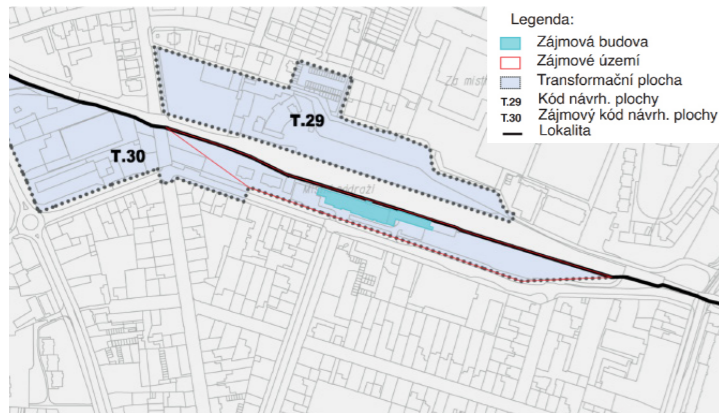 Legenda:
Zájmová budova
Zájmové území
Transformační plocha
T.29 Kód návrh. plochy
T.30 Zájmový kód návrh. plochy
Lokalita
T.29
T.30